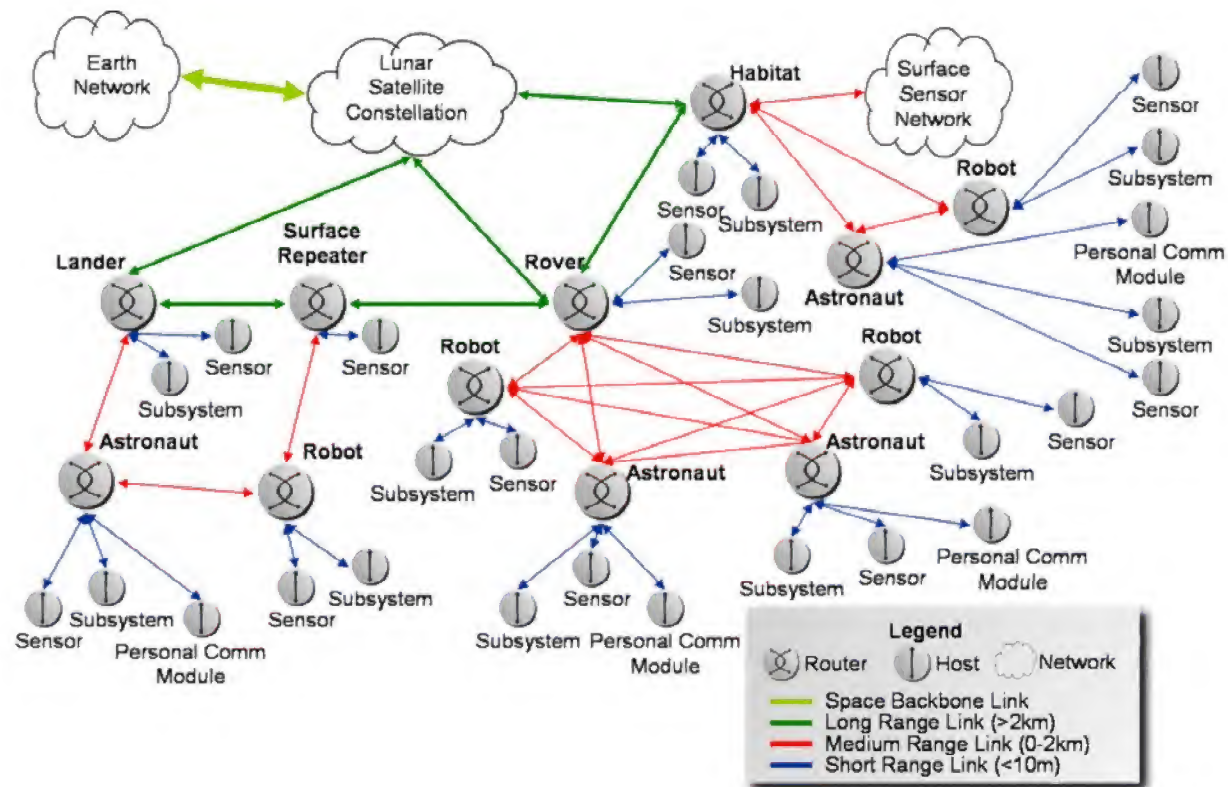 Earth
Network
Lunar
Satellite
Constellation
Habitat
Surface
Sensor
Network
Sensor
Subsystem
Robot
Sensor
Subsystem
Personal Comm
Module
Astronaut
Subsystem
Sensor
Lander
Surface
Repeater
Rover
Sensor
Subsystem
Sensor
Subsystem
Sensor
Robot
Robot
Astronaut
Robot
Subsystem
Sensor
Astronaut
Astronaut
Subsystem
Sensor
Sensor
Subsystem
Personal Comm
Module
Sensor
Subsystem
Subsystem
Sensor
Personal Comm
Module
Subsystem
Sensor
Personal Comm
Module
Legend
Router
Host
Network
Space Backbone Link
Long Range Link (>2km)
Medium Range Link (0-2km)
Short Range Link (<10m)